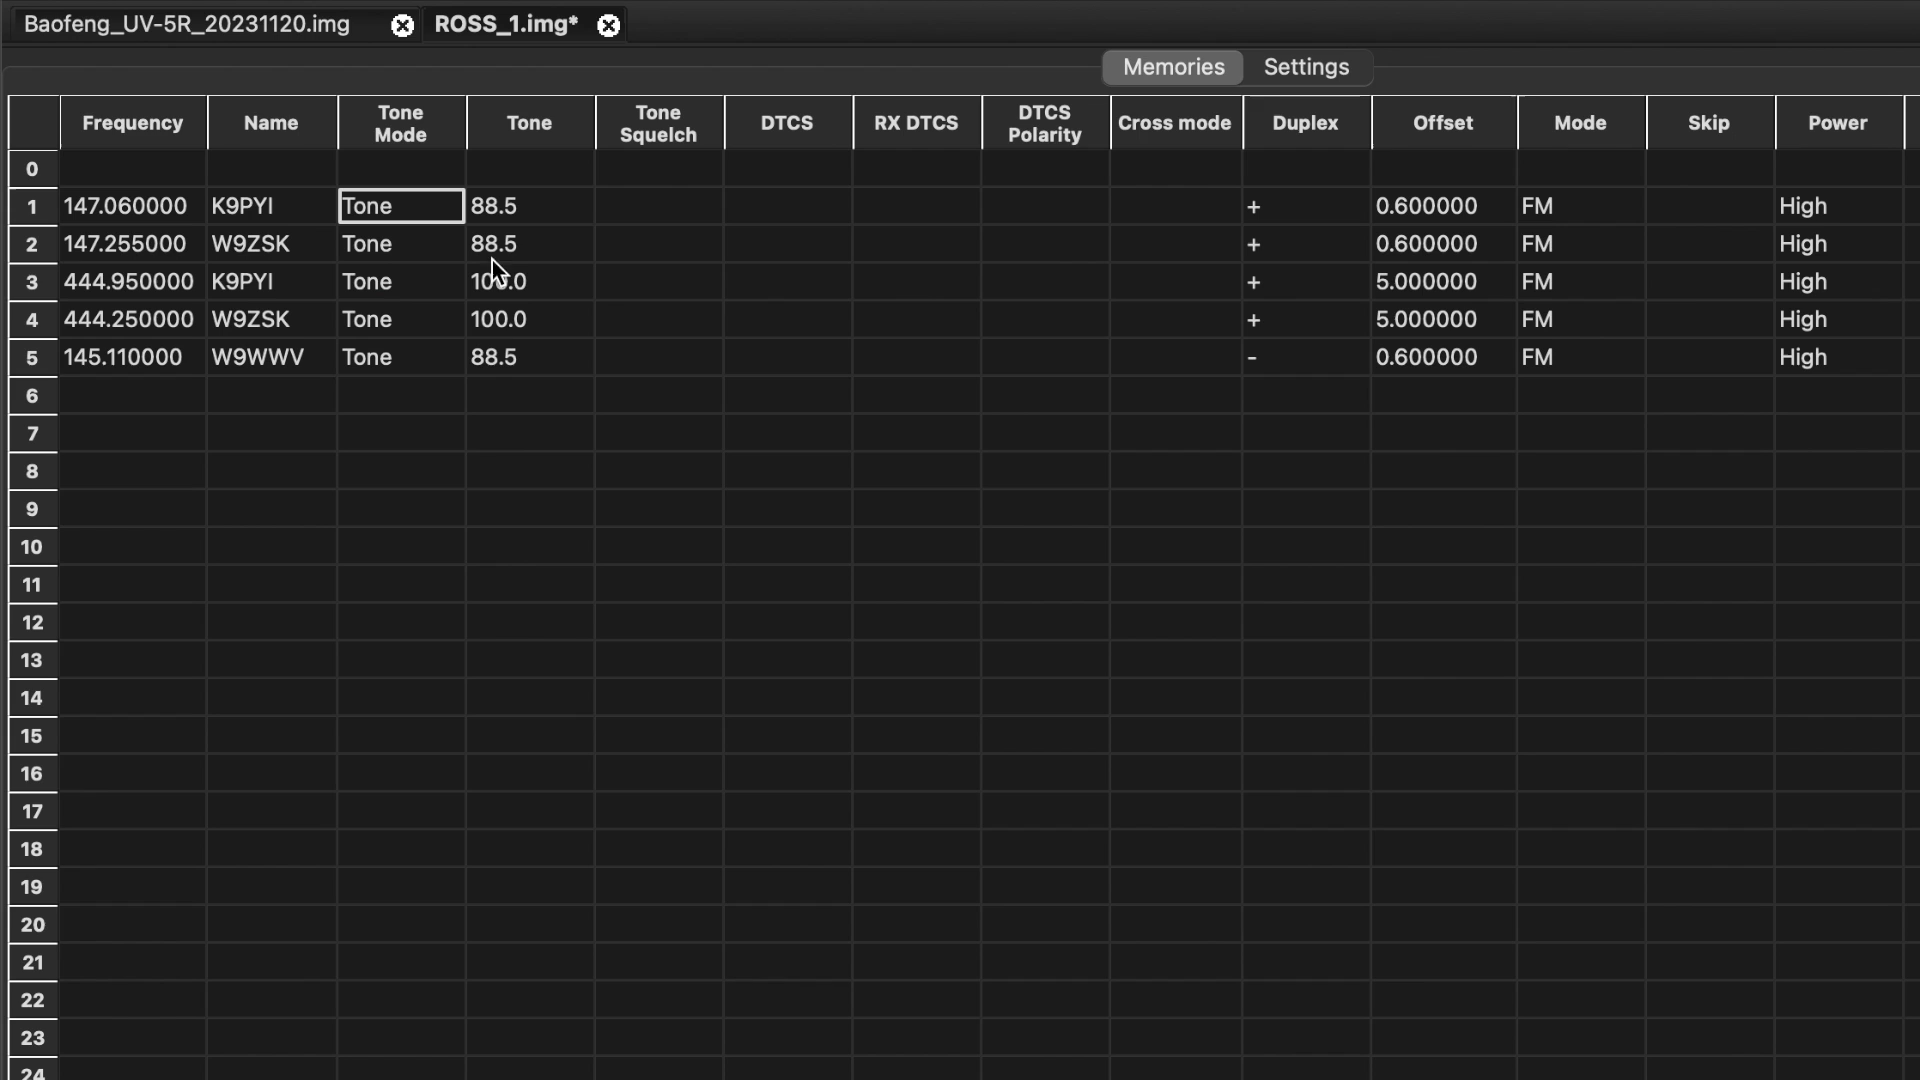 Baofeng_UV-5R_20231120.img ROSS_1.img*
Memories Settings
Frequency Name Tone Mode Tone Tone Squelch DTCS RX DTCS DTCS Polarity Cross mode Duplex Offset Mode Skip Power
0
1 147.060000 K9PYI Tone 88.5 + 0.600000 FM High
2 147.255000 W9ZSK Tone 88.5 + 0.600000 FM High
3 444.950000 K9PYI Tone 100.0 + 5.000000 FM High
4 444.250000 W9ZSK Tone 100.0 + 5.000000 FM High
5 145.110000 W9WWV Tone 88.5 - 0.600000 FM High
6
7
8
9
10
11
12
13
14
15
16
17
18
19
20
21
22
23
24